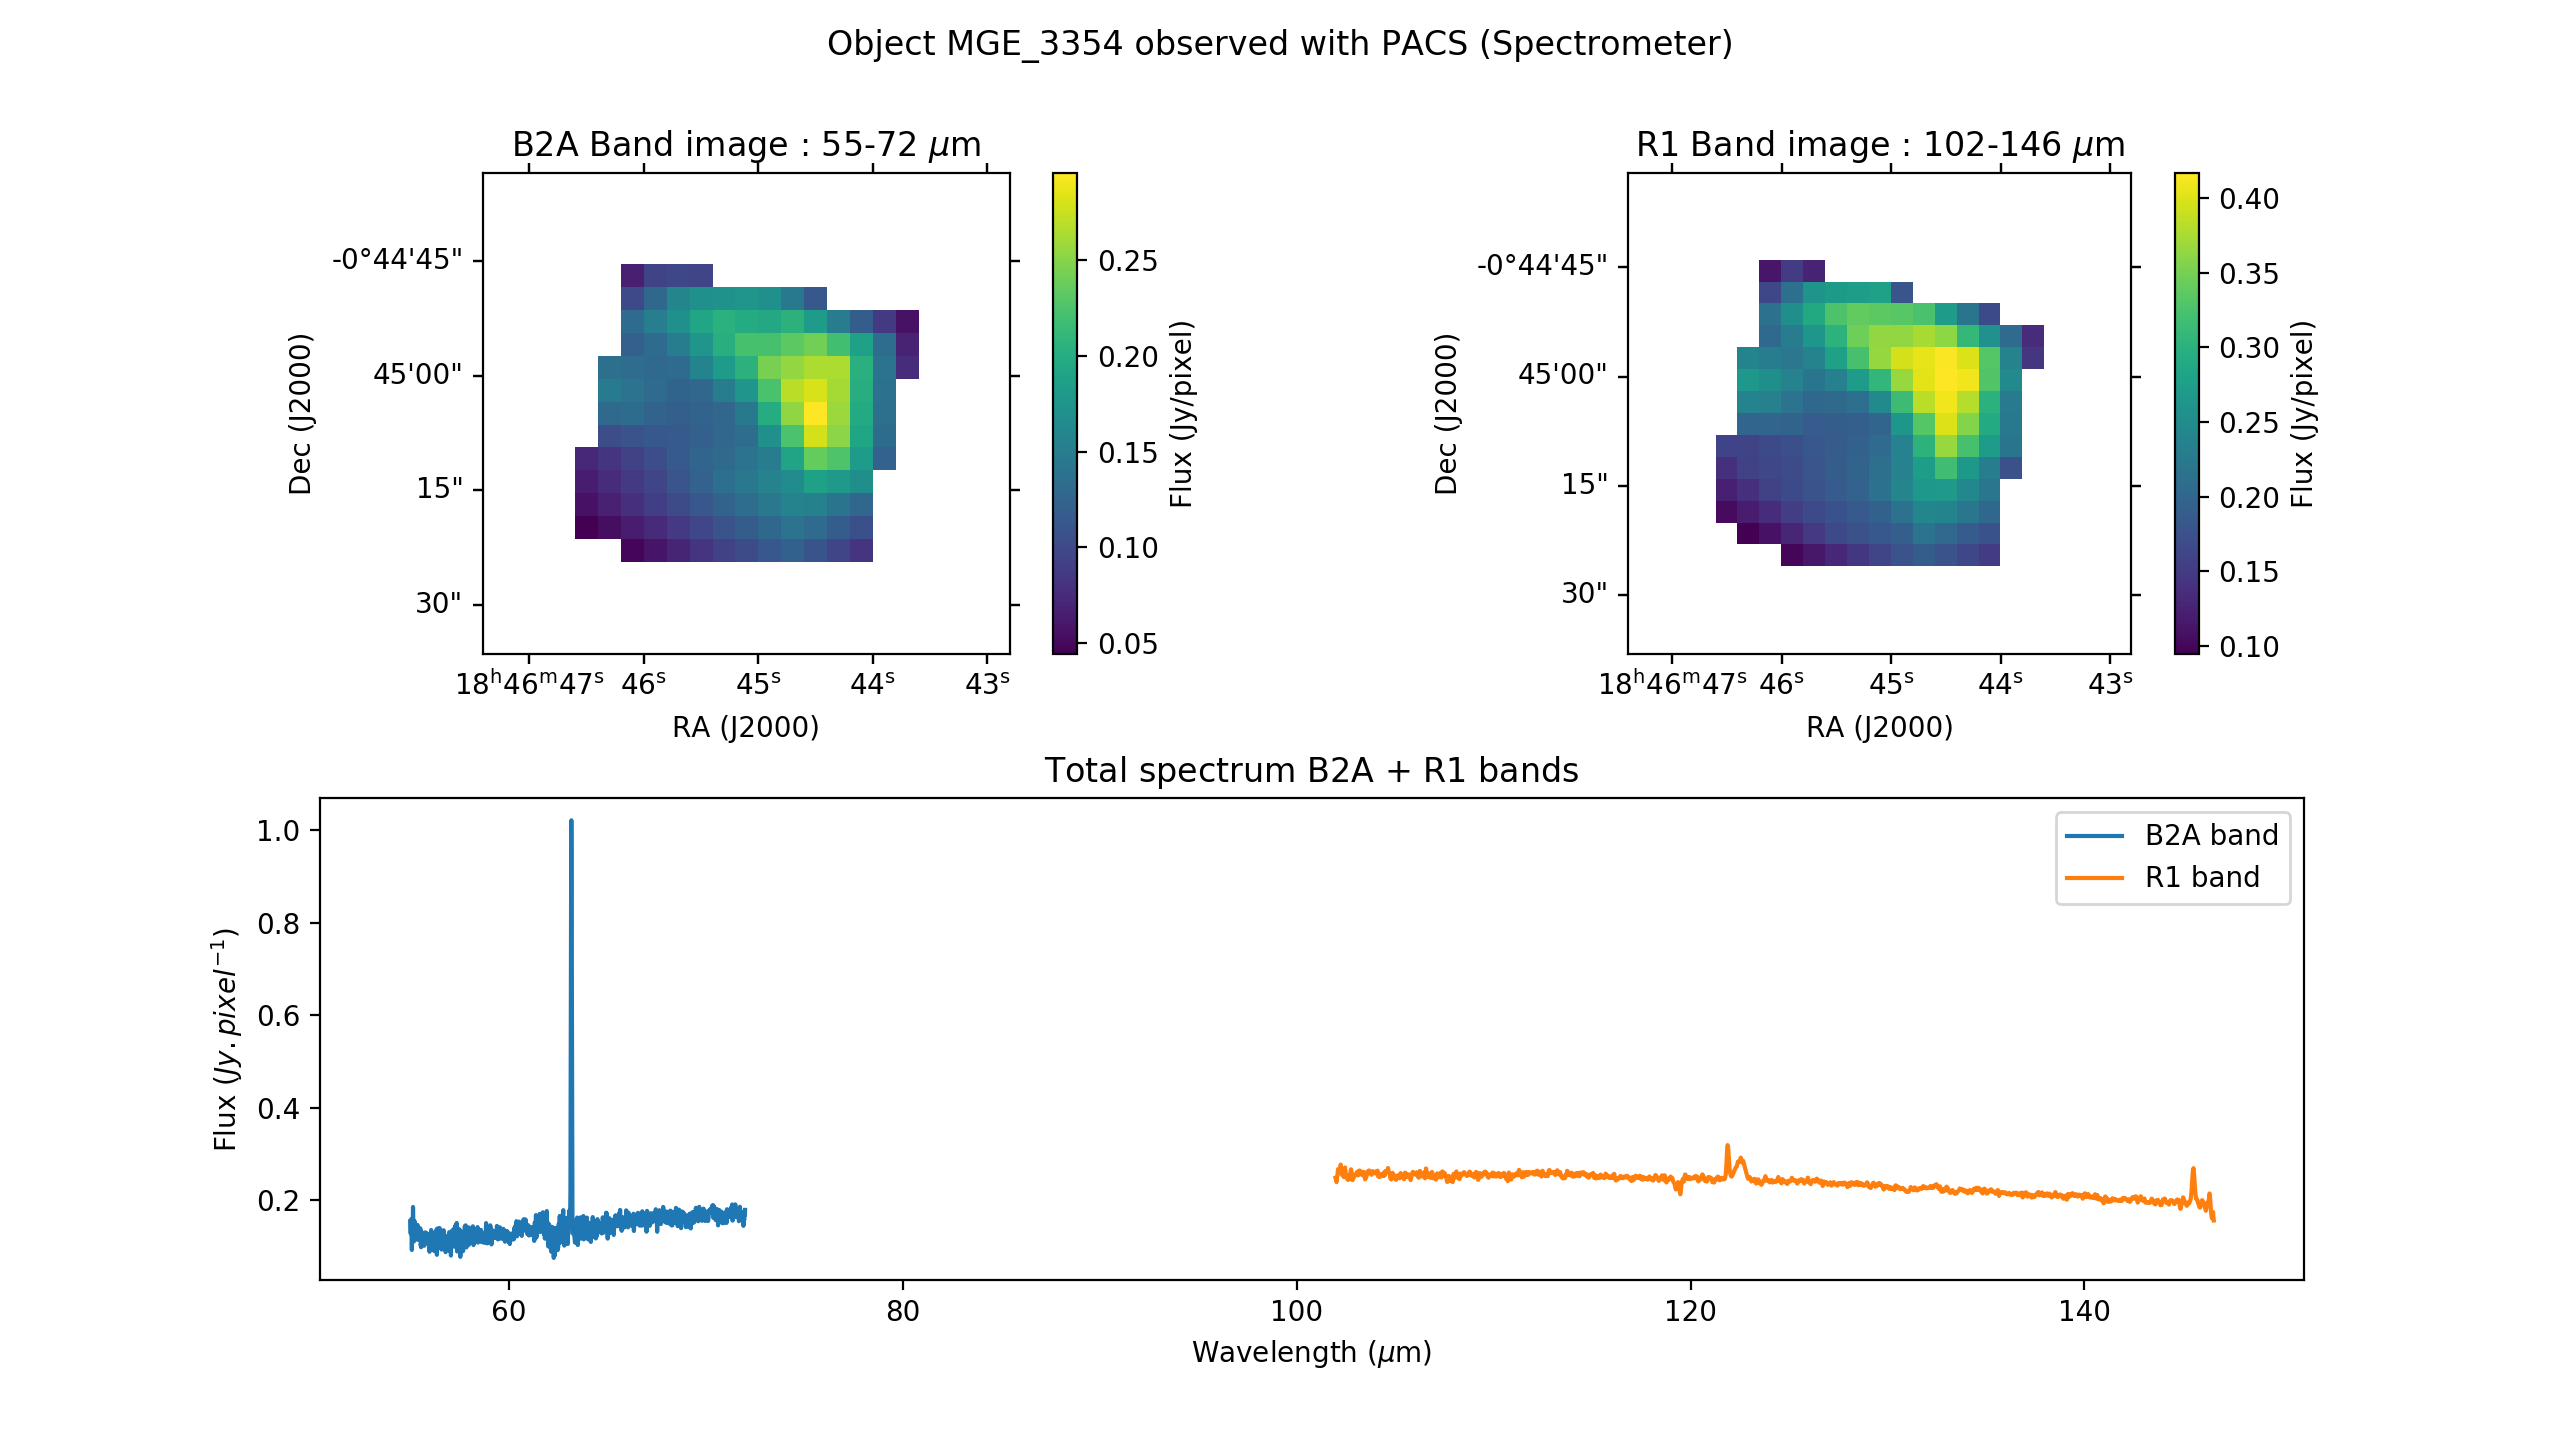 Object MGE_3354 observed with PACS (Spectrometer)
B2A Band image : 55-72 μm
-0°44'45"
45'00"
15"
30"
Dec (J2000)
18ʰ46ᵐ47ˢ 46ˢ 45ˢ 44ˢ 43ˢ
RA (J2000)
0.25
0.20
0.15
0.10
0.05
Flux (Jy/pixel)
R1 Band image : 102-146 μm
-0°44'45"
45'00"
15"
30"
Dec (J2000)
18ʰ46ᵐ47ˢ 46ˢ 45ˢ 44ˢ 43ˢ
RA (J2000)
0.40
0.35
0.30
0.25
0.20
0.15
0.10
Flux (Jy/pixel)
Total spectrum B2A + R1 bands
1.0
0.8
0.6
0.4
0.2
Flux (Jy.pixel⁻¹)
B2A band
R1 band
60 80 100 120 140
Wavelength (μm)